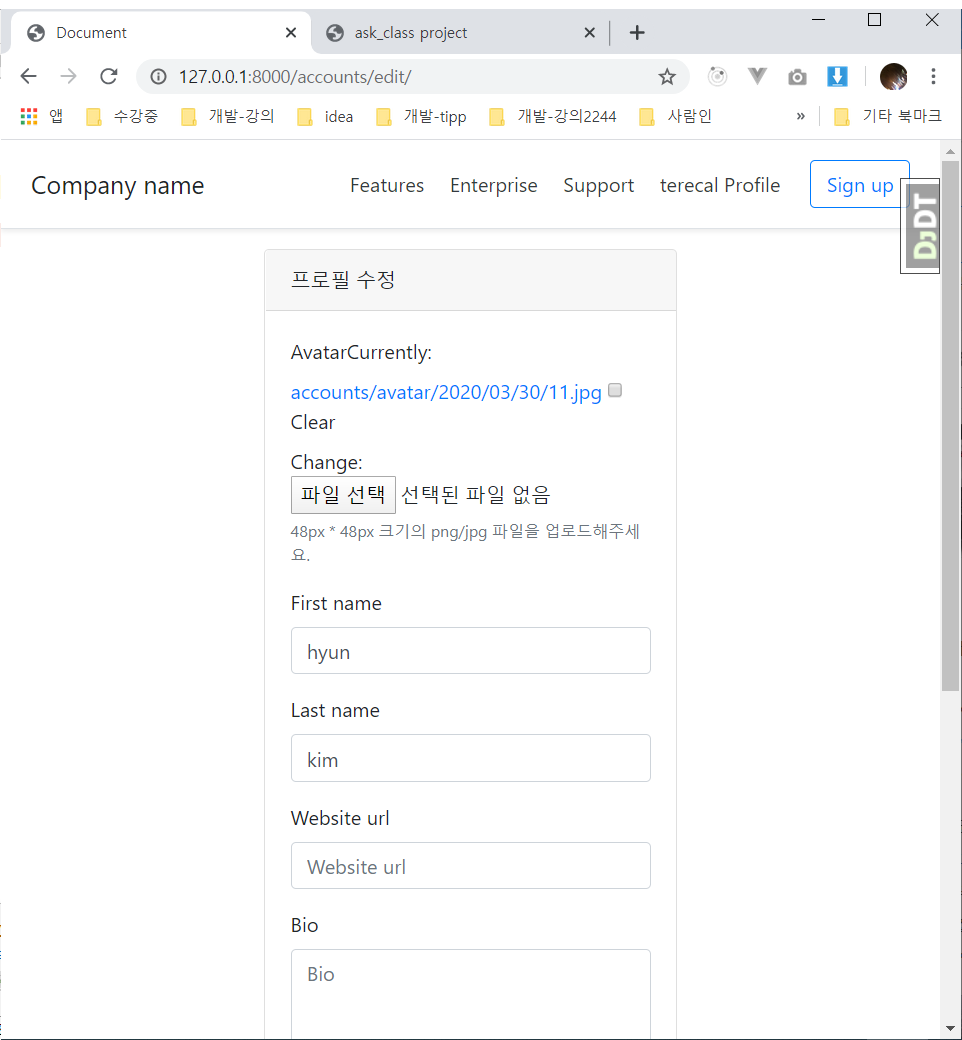 Document
ask_class project
127.0.0.1:8000/accounts/edit/
앱 수강중 개발-강의 idea 개발-tipp 개발-강의2244 사람인 » 기타 북마크
Company name Features Enterprise Support terecal Profile Sign up
DjDT
프로필 수정
AvatarCurrently:
accounts/avatar/2020/03/30/11.jpg
Clear
Change:
파일 선택 선택된 파일 없음
48px * 48px 크기의 png/jpg 파일을 업로드해주세
요.
First name
hyun
Last name
kim
Website url
Website url
Bio
Bio